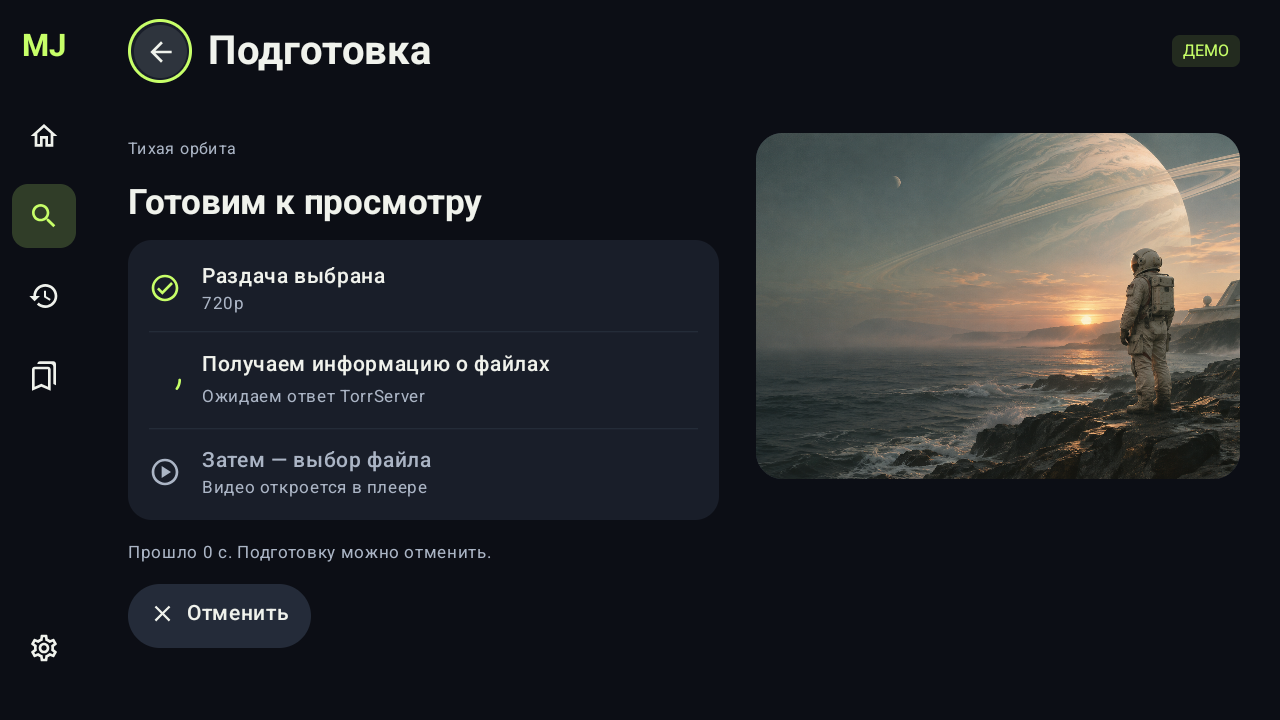 MJ
Подготовка
ДЕМО
Тихая орбита
Готовим к просмотру
Раздача выбрана
720p
Получаем информацию о файлах
Ожидаем ответ TorrServer
Затем — выбор файла
Видео откроется в плеере
Прошло 0 с. Подготовку можно отменить.
Отменить